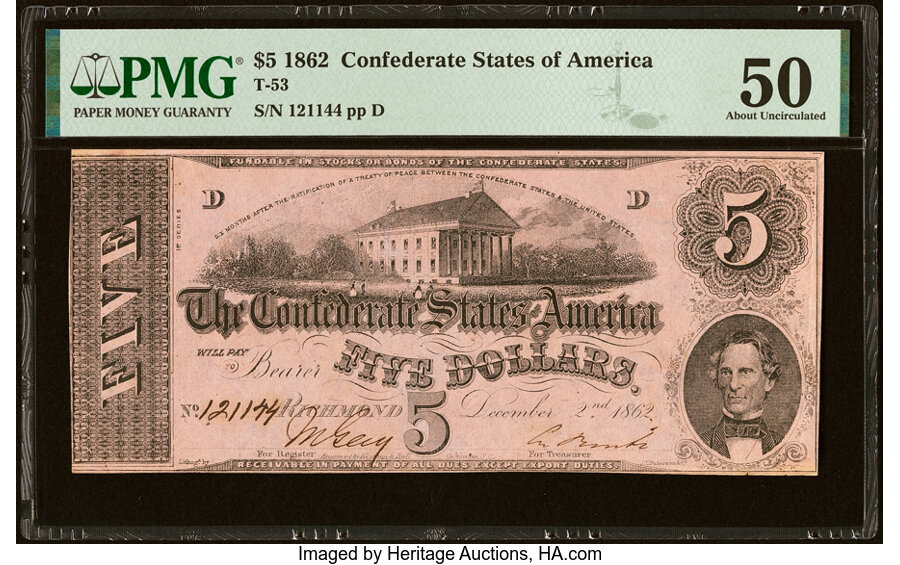 PMG®
PAPER MONEY GUARANTY
$5 1862 Confederate States of America
T-53
S/N 121144 pp D
50
About Uncirculated
FUNDABLE IN STOCKS OR BONDS OF THE CONFEDERATE STATES
SIX MONTHS AFTER THE RATIFICATION OF A TREATY OF PEACE BETWEEN THE CONFEDERATE STATES & THE UNITED STATES
D
D
5
1st SERIES
FIVE
The Confederate States of America
WILL PAY
TO Bearer
FIVE DOLLARS.
No. 121144 RICHMOND 5 December 2nd 1862
For Register
For Treasurer
RECEIVABLE IN PAYMENT OF ALL DUES EXCEPT EXPORT DUTIES.
Imaged by Heritage Auctions, HA.com